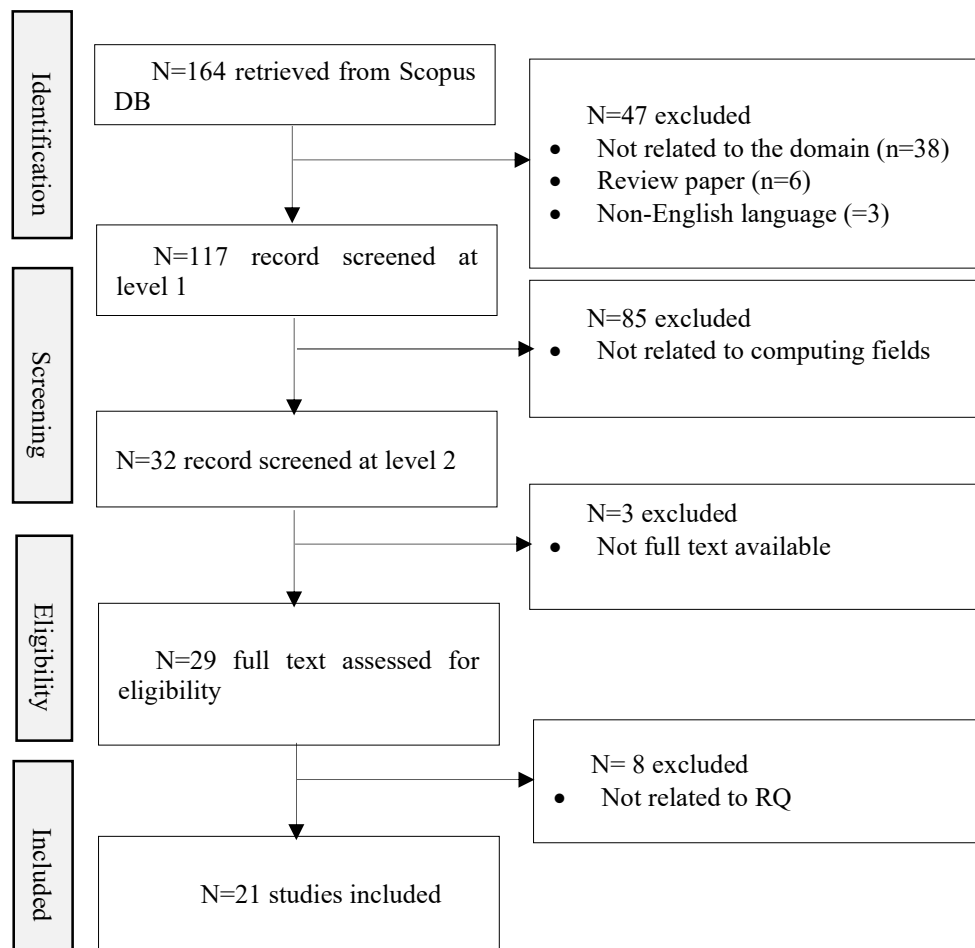 Identification
N=164 retrieved from Scopus
DB
N=47 excluded
• Not related to the domain (n=38)
• Review paper (n=6)
• Non-English language (=3)
N=117 record screened at
level 1
Screening
N=85 excluded
• Not related to computing fields
N=32 record screened at level 2
N=3 excluded
• Not full text available
Eligibility
N=29 full text assessed for
eligibility
N= 8 excluded
• Not related to RQ
Included
N=21 studies included